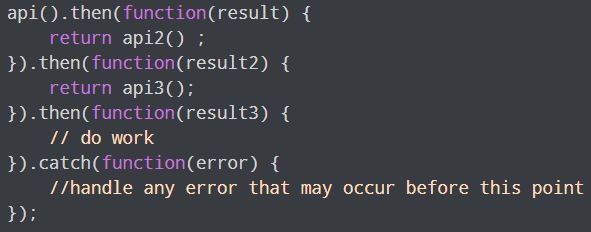 api().then(function(result) {
    return api2() ;
}).then(function(result2) {
    return api3();
}).then(function(result3) {
    // do work
}).catch(function(error) {
    //handle any error that may occur before this point
});